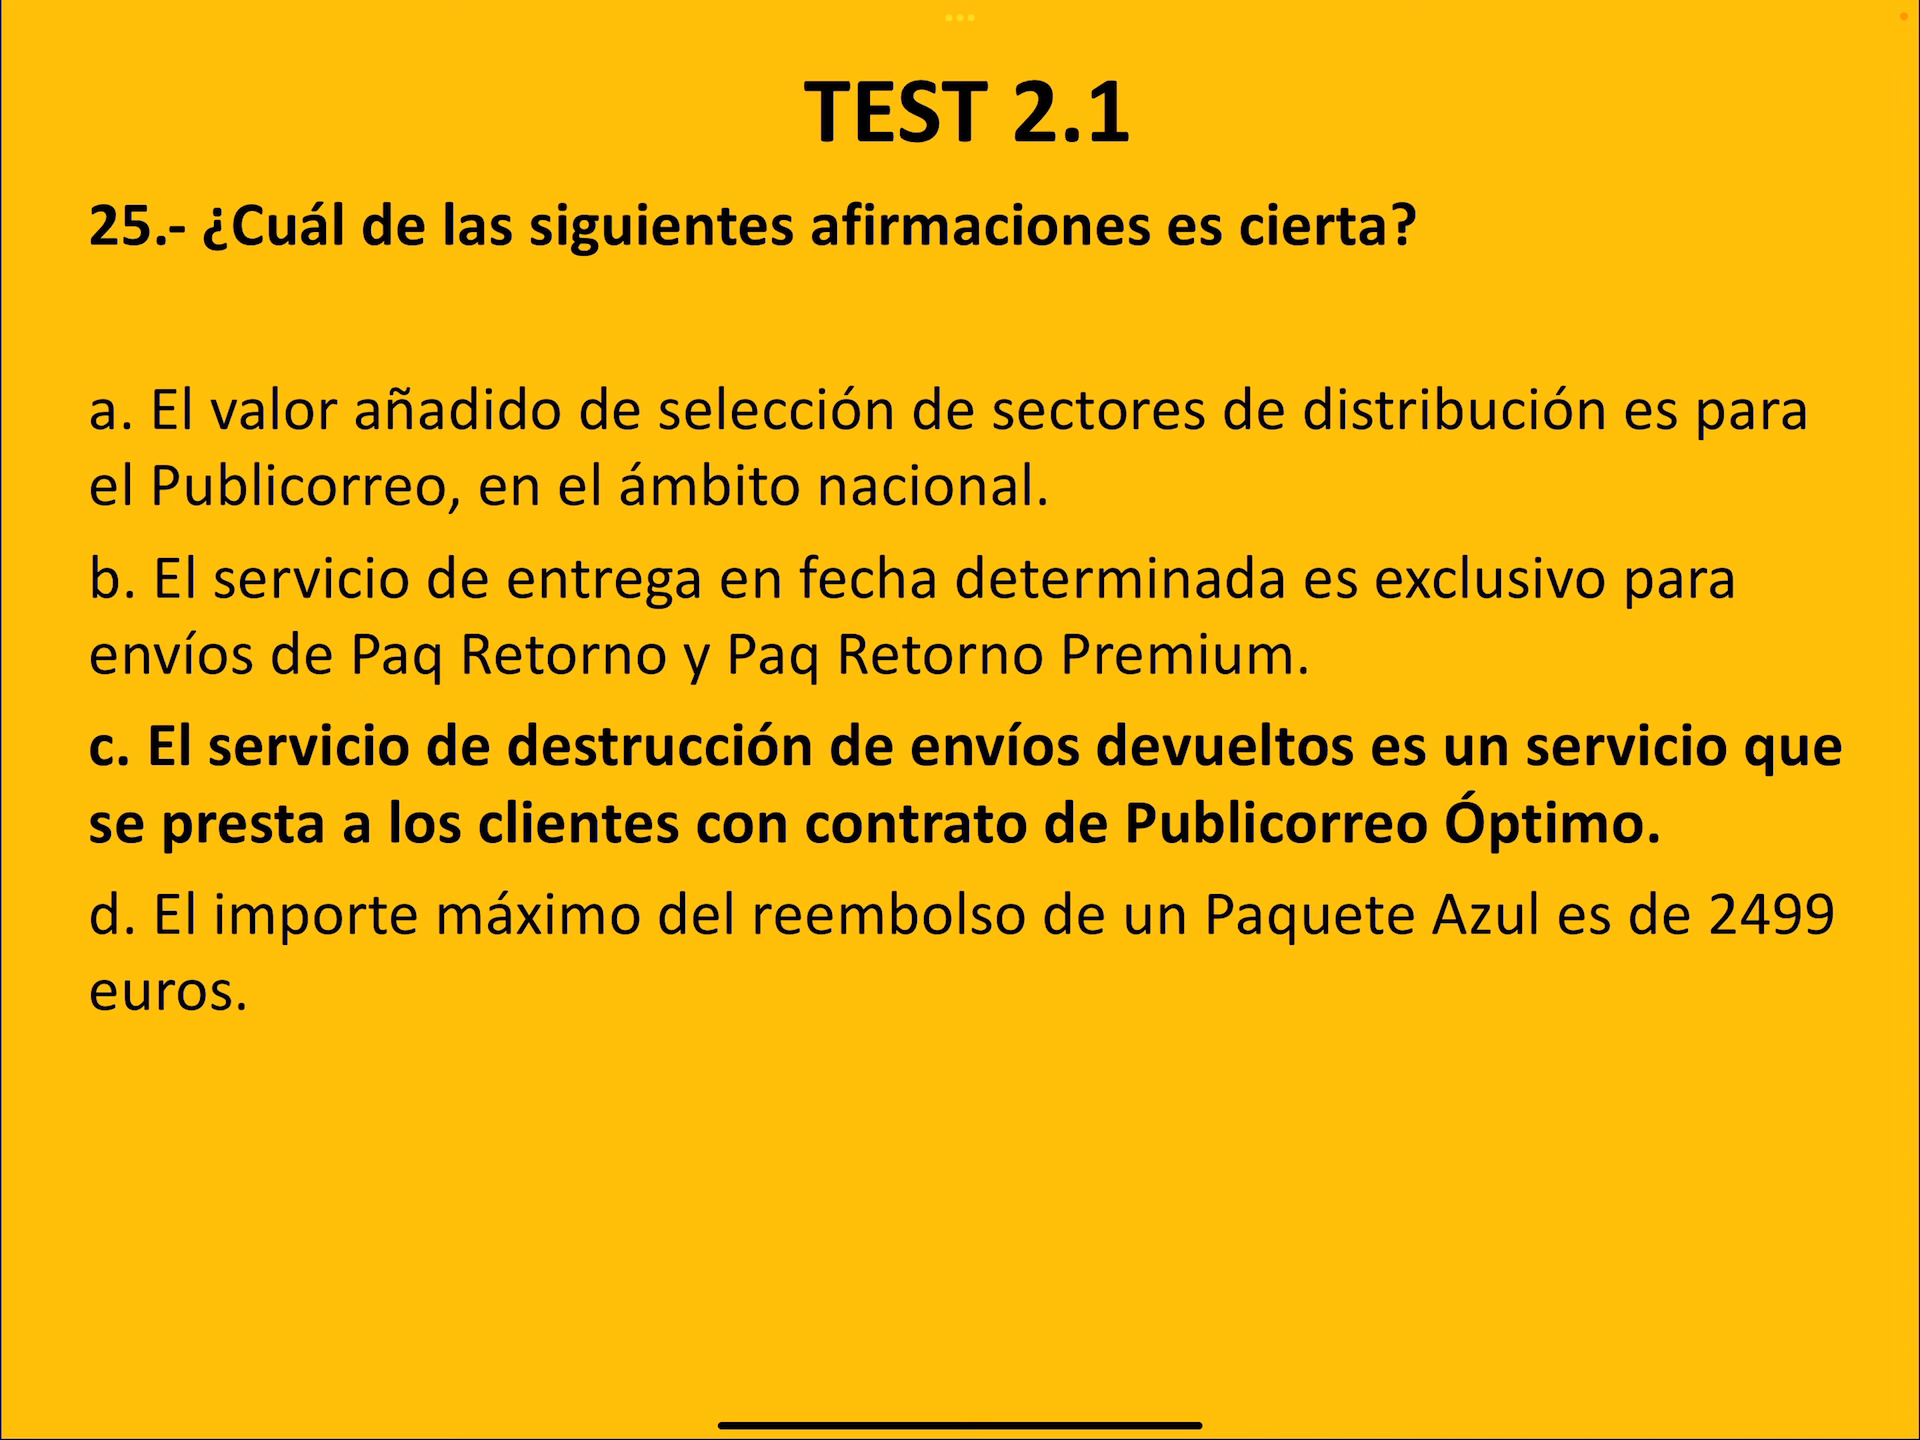 TEST 2.1
25.- ¿Cuál de las siguientes afirmaciones es cierta?
a. El valor añadido de selección de sectores de distribución es para
el Publicorreo, en el ámbito nacional.
b. El servicio de entrega en fecha determinada es exclusivo para
envíos de Paq Retorno y Paq Retorno Premium.
c. El servicio de destrucción de envíos devueltos es un servicio que
se presta a los clientes con contrato de Publicorreo Óptimo.
d. El importe máximo del reembolso de un Paquete Azul es de 2499
euros.